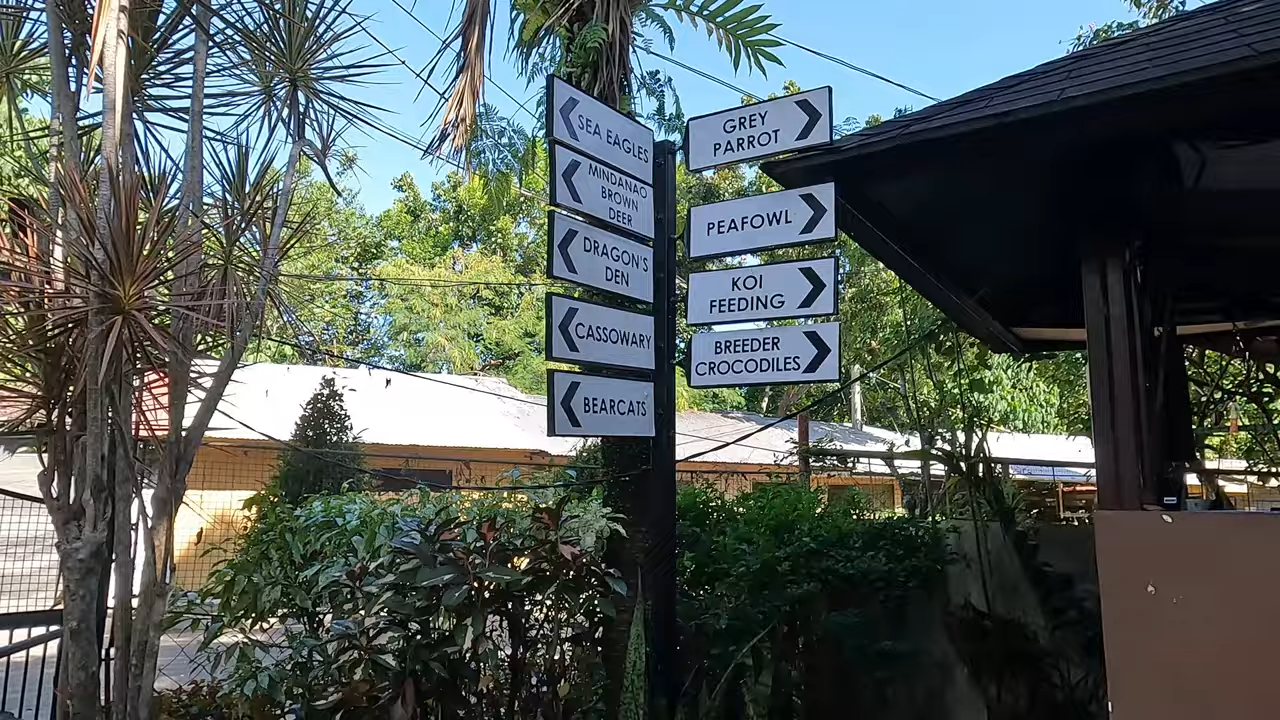 SEA EAGLES
MINDANAO
BROWN
DEER
DRAGON'S
DEN
CASSOWARY
BEARCATS
GREY
PARROT
PEAFOWL
KOI
FEEDING
BREEDER
CROCODILES